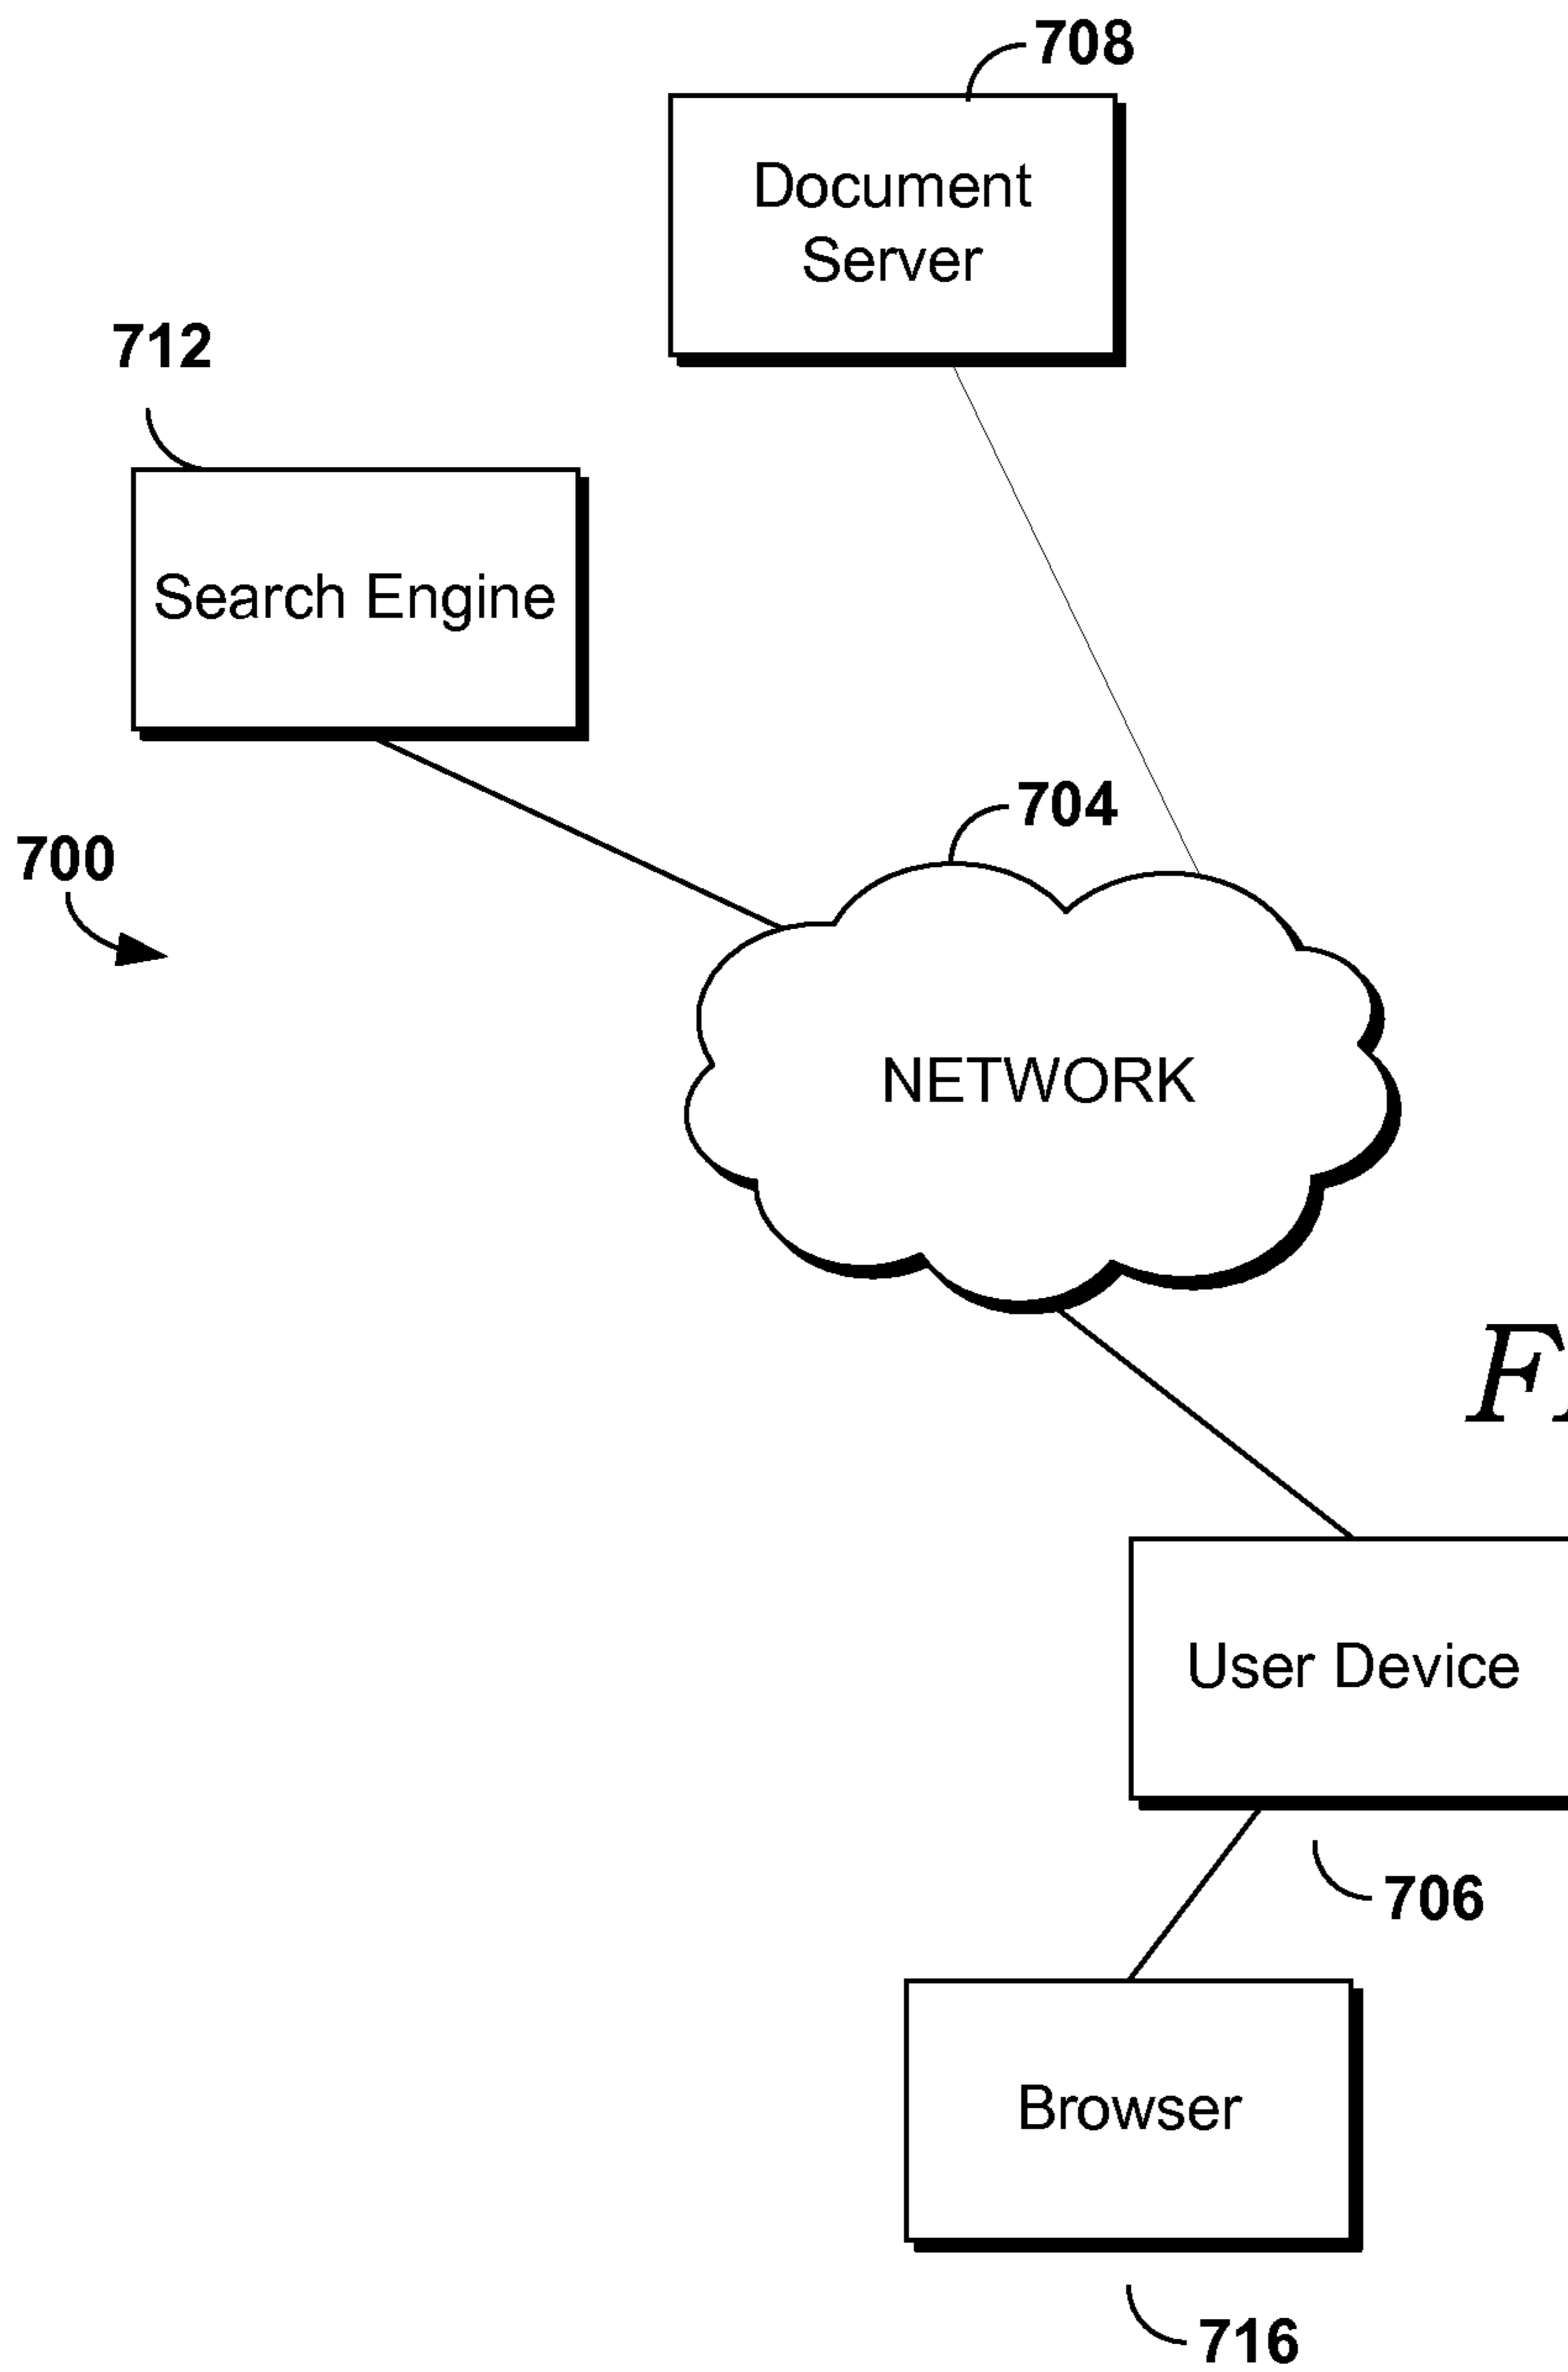 708
Document
Server
712
Search Engine
704
700
NETWORK
User Device
706
Browser
716